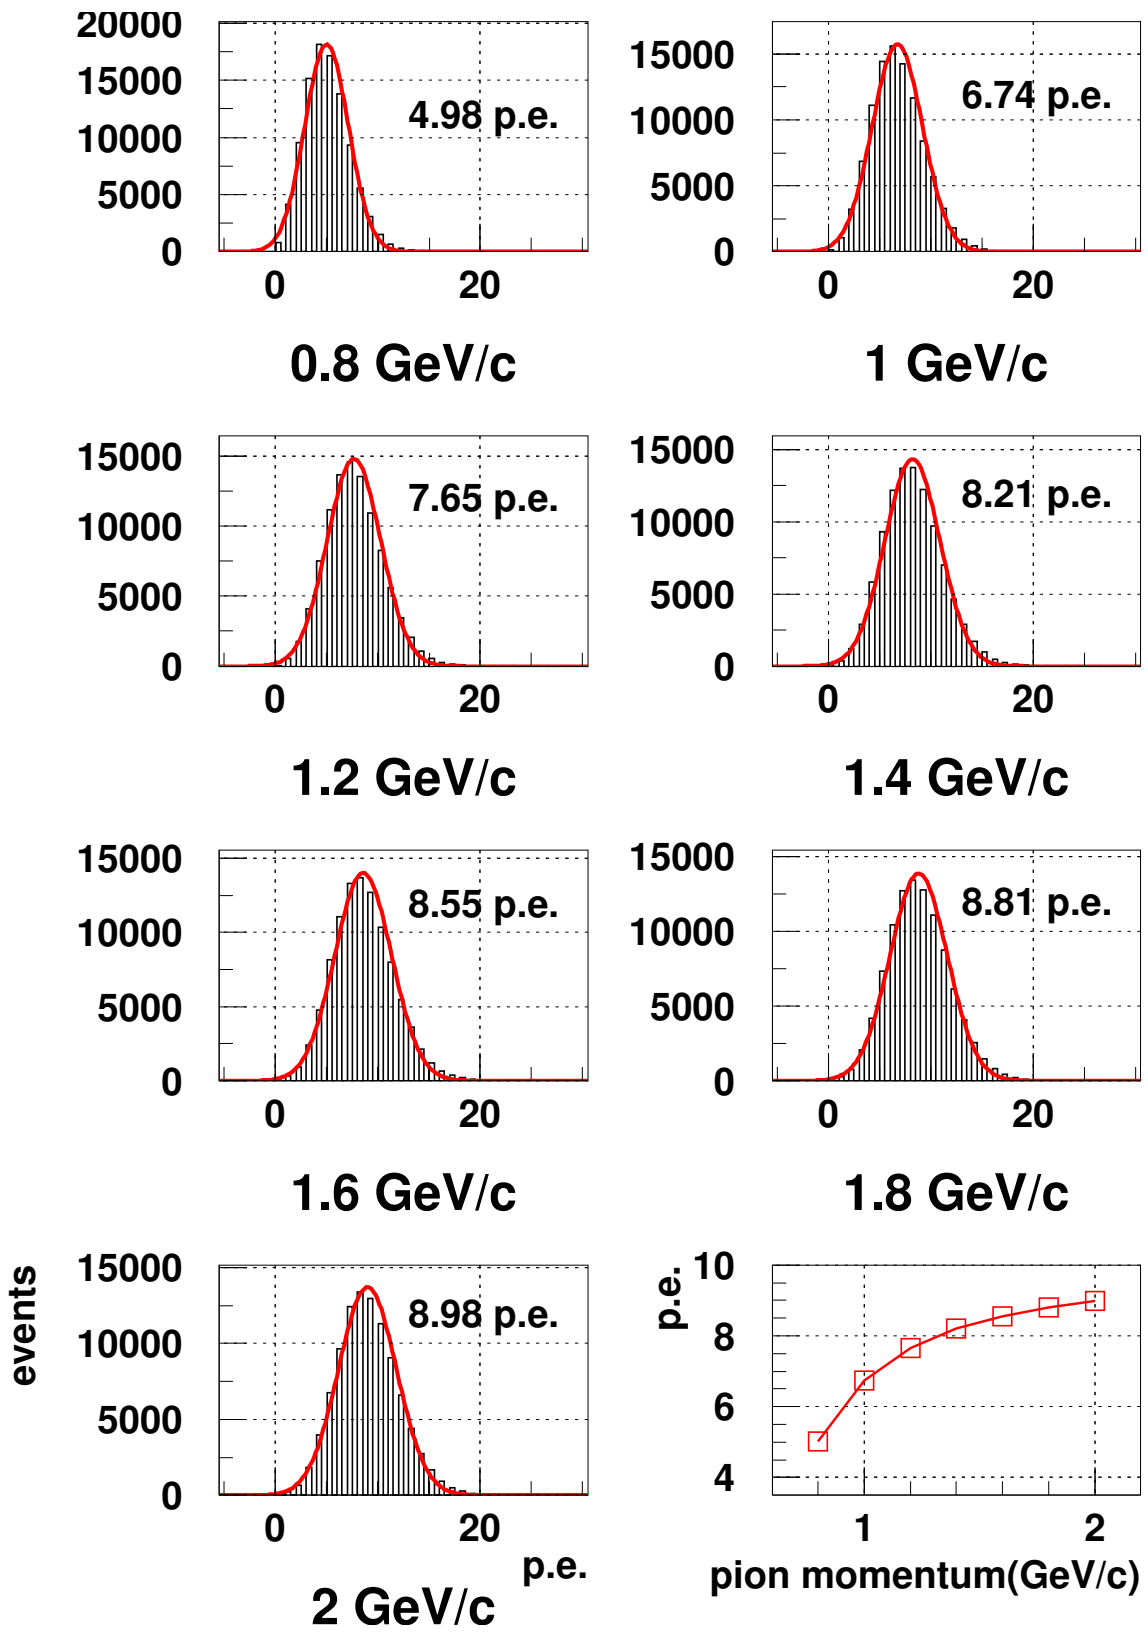 20000
15000
10000
5000
0
4.98 p.e.
0 20
0.8 GeV/c
15000
10000
5000
0
6.74 p.e.
0 20
1 GeV/c
15000
10000
5000
0
7.65 p.e.
0 20
1.2 GeV/c
15000
10000
5000
0
8.21 p.e.
0 20
1.4 GeV/c
15000
10000
5000
0
8.55 p.e.
0 20
1.6 GeV/c
15000
10000
5000
0
8.81 p.e.
0 20
1.8 GeV/c
events
15000
10000
5000
0
8.98 p.e.
0 20
p.e.
2 GeV/c
p.e.
10
8
6
4
1 2
pion momentum(GeV/c)